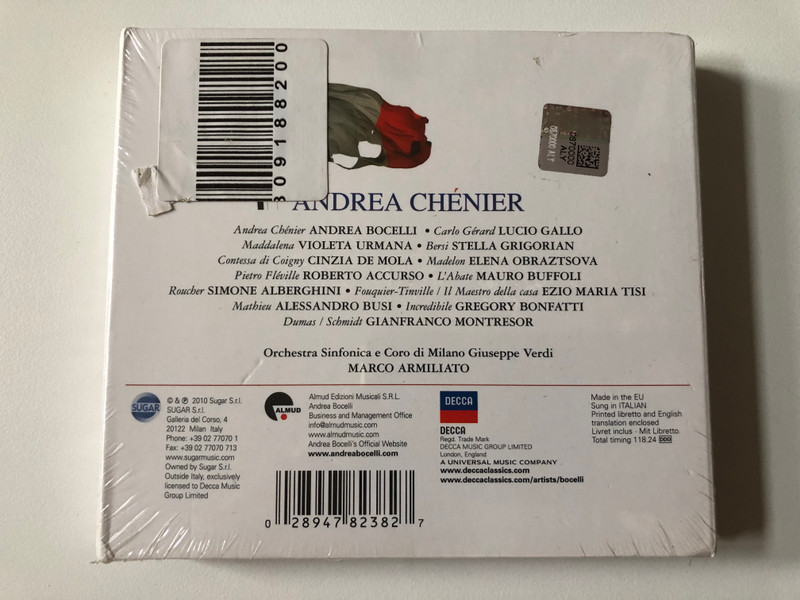 809188200
0870000 ALY
0870000
ALY
ANDREA CHÉNIER
Andrea Chénier ANDREA BOCELLI • Carlo Gérard LUCIO GALLO
Maddalena VIOLETA URMANA • Bersi STELLA GRIGORIAN
Contessa di Coigny CINZIA DE MOLA • Madelon ELENA OBRAZTSOVA
Pietro Fléville ROBERTO ACCURSO • L'Abate MAURO BUFFOLI
Roucher SIMONE ALBERGHINI • Fouquier-Tinville / Il Maestro della casa EZIO MARIA TISI
Mathieu ALESSANDRO BUSI • Incredibile GREGORY BONFATTI
Dumas / Schmidt GIANFRANCO MONTRESOR
Orchestra Sinfonica e Coro di Milano Giuseppe Verdi
MARCO ARMILIATO
SUGAR
© & ℗ 2010 Sugar S.r.l.
SUGAR S.r.l.
Galleria del Corso, 4
20122 Milan Italy
Phone: +39 02 77070 1
Fax: +39 02 77070 713
www.sugarmusic.com
Owned by Sugar S.r.l.
Outside Italy, exclusively
licensed to Decca Music
Group Limited
ALMUD
Almud Edizioni Musicali S.R.L.
Andrea Bocelli
Business and Management Office
info@almudmusic.com
www.almudmusic.com
Andrea Bocelli's Official Website
www.andreabocelli.com
DECCA
DECCA
Regd. Trade Mark
DECCA MUSIC GROUP LIMITED
London, England
A UNIVERSAL MUSIC COMPANY
www.deccaclassics.com
www.deccaclassics.com/artists/bocelli
Made in the EU
Sung in ITALIAN
Printed libretto and English
translation enclosed
Livret inclus · Mit Libretto.
Total timing 118.24 DDD
0 28947 82382 7